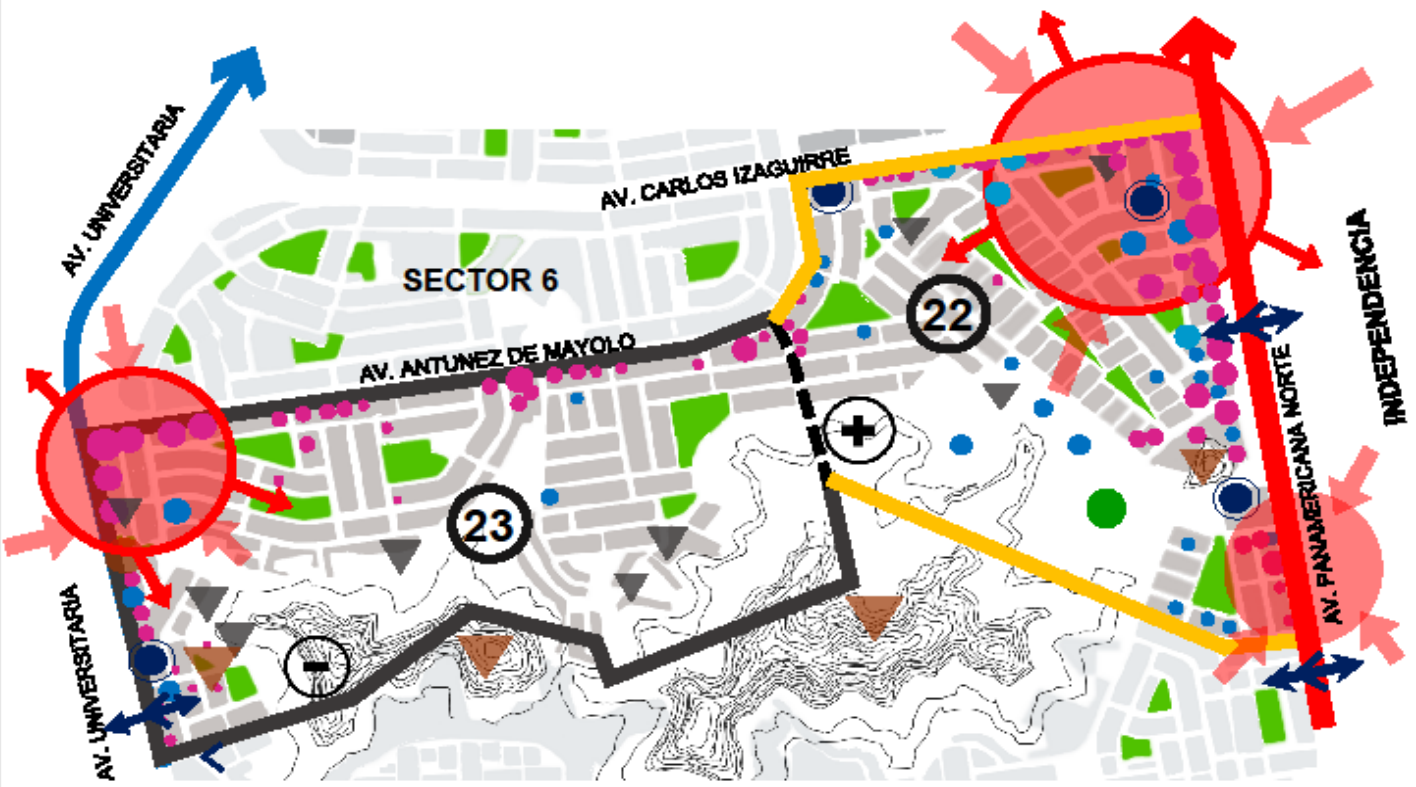 AV. UNIVERSITARIA
AV. CARLOS IZAGUIRRE
SECTOR 6
INDEPENDENCIA
22
AV. ANTUNEZ DE MAYOLO
AV. PANAMERICANA NORTE
+
23
AV. UNIVERSITARIA
-